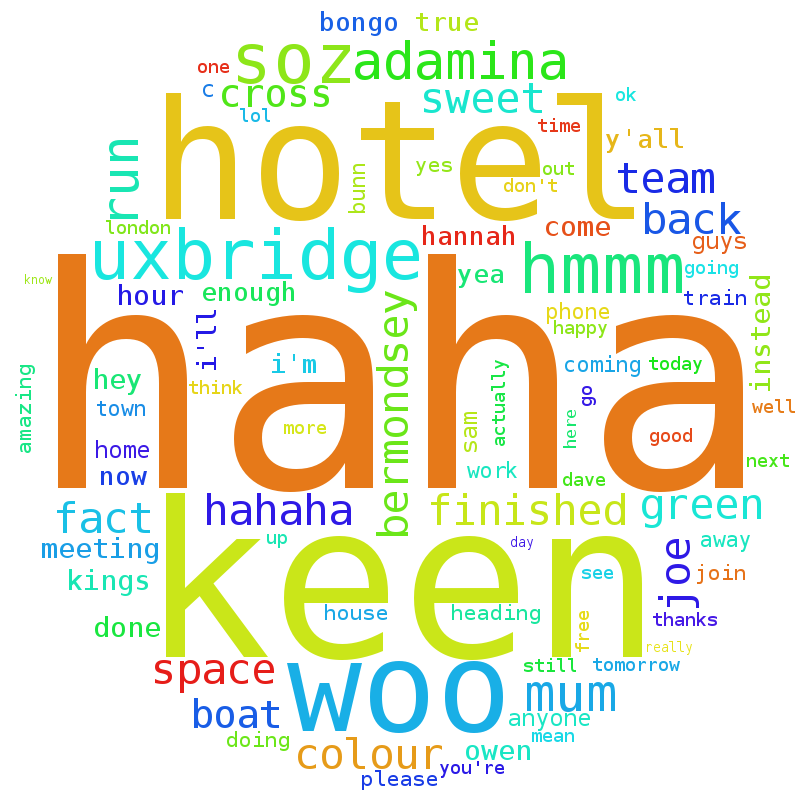 bongo true
soz adamina
one
c cross sweet ok
lol time
hotel
y'all
run bunn yes out
don't team
london back
uxbridge hannah come guys
hmmm
yea going
know
hour enough train
haha
i'll bermondsey phone instead
happy
i'm coming today
hey think
amazing town more actually go well
sam here good
home work next
now dave
hahaha finished green
fact
keen
meeting up day away
kings see joe join
done house heading free thanks
really
space woo still tomorrow
boat mum
doing anyone
colour owen mean
please you're